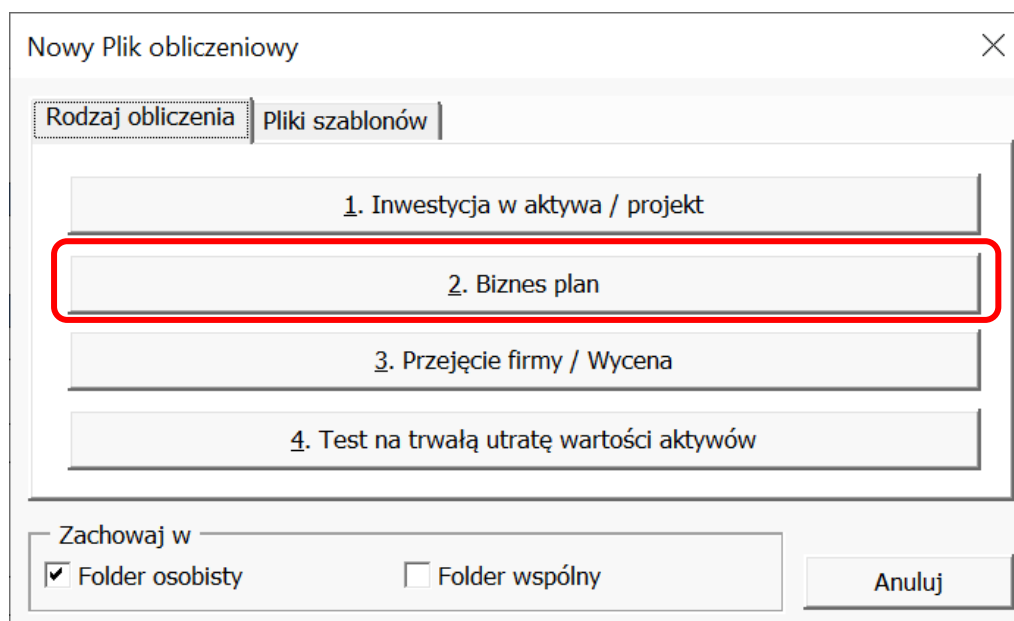 Nowy Plik obliczeniowy
Rodzaj obliczenia Pliki szablonów
1. Inwestycja w aktywa / projekt
2. Biznes plan
3. Przejęcie firmy / Wycena
4. Test na trwałą utratę wartości aktywów
Zachowaj w
Folder osobisty Folder wspólny Anuluj